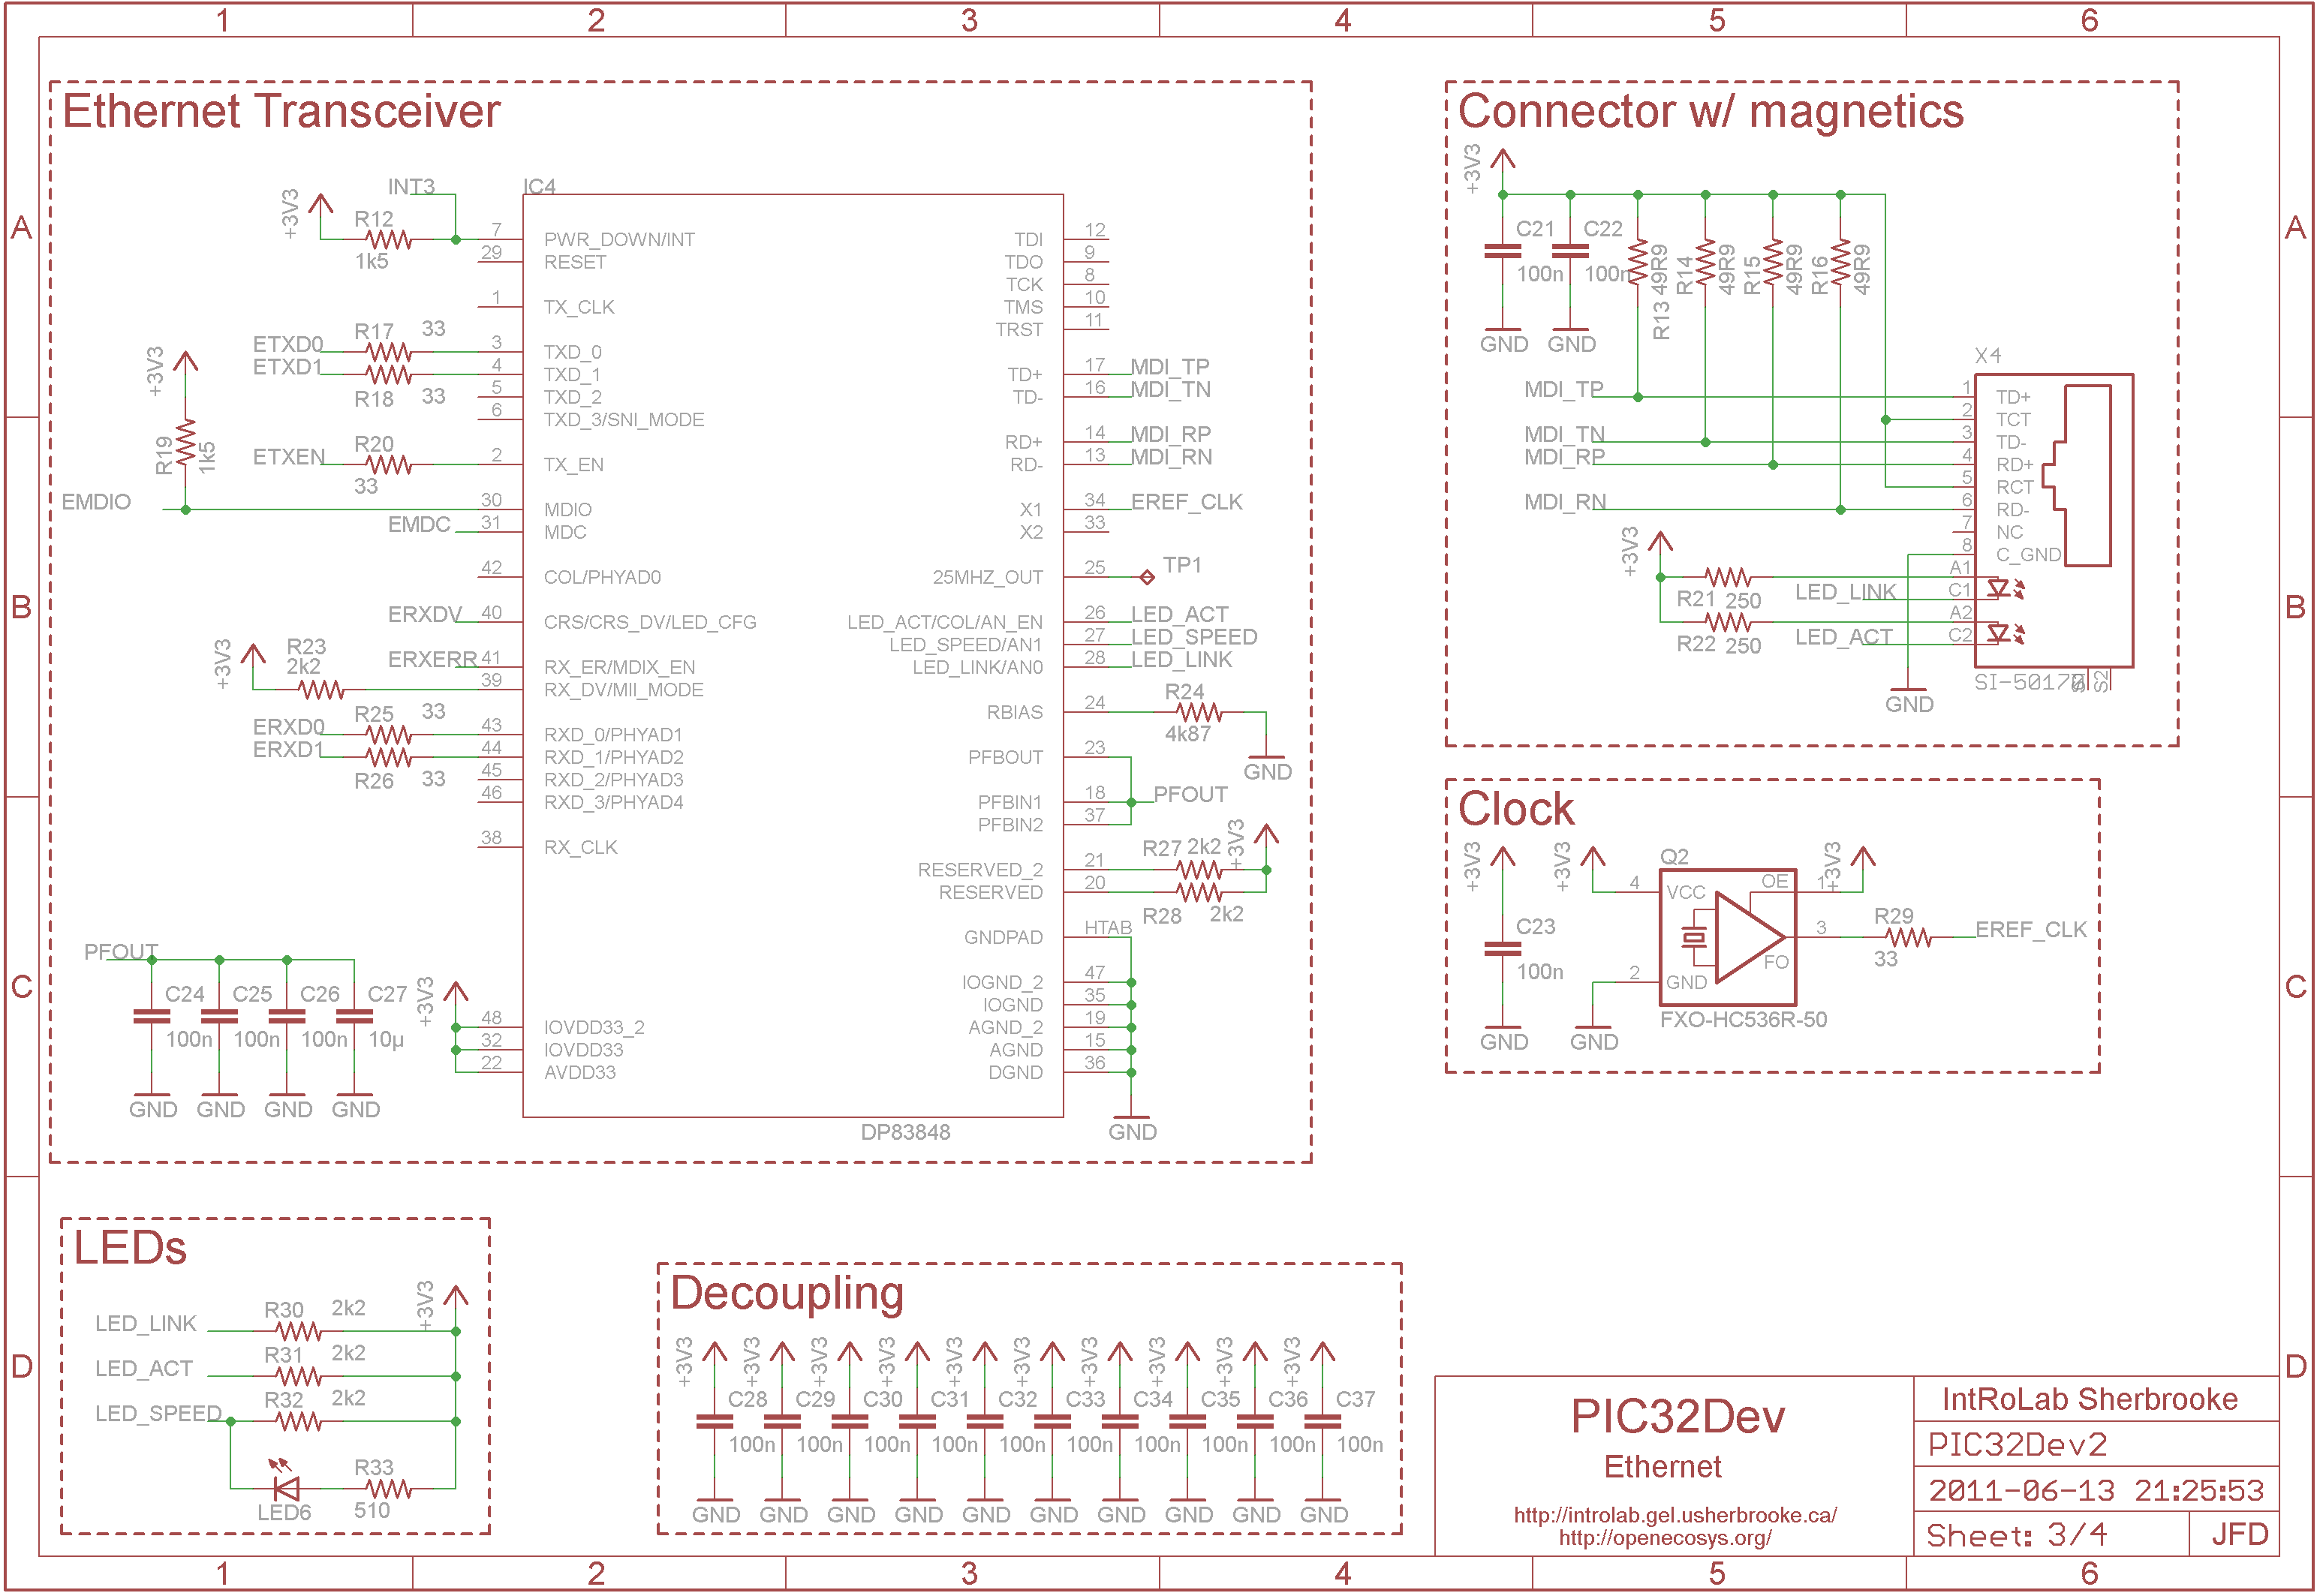 1 2 3 4 5 6
A A
B B
C C
D D
Ethernet Transceiver
INT3
+3V3
R12
1k5
IC4
7 PWR_DOWN/INT
29 RESET
1 TX_CLK
ETXD0 R17 33 3 TXD_0
ETXD1 R18 33 4 TXD_1
5 TXD_2
6 TXD_3/SNI_MODE
+3V3
R19
1k5
ETXEN R20 33 2 TX_EN
EMDIO 30 MDIO
EMDC 31 MDC
42 COL/PHYAD0
ERXDV 40 CRS/CRS_DV/LED_CFG
ERXERR 41 RX_ER/MDIX_EN
+3V3 R23 2k2 39 RX_DV/MII_MODE
ERXD0 R25 33 43 RXD_0/PHYAD1
ERXD1 R26 33 44 RXD_1/PHYAD2
45 RXD_2/PHYAD3
46 RXD_3/PHYAD4
38 RX_CLK
PFOUT
C24 C25 C26 C27
100n 100n 100n 10µ
GND GND GND GND
+3V3
48 IOVDD33_2
32 IOVDD33
22 AVDD33
TDI 12
TDO 9
TCK 8
TMS 10
TRST 11
TD+ 17 MDI_TP
TD- 16 MDI_TN
RD+ 14 MDI_RP
RD- 13 MDI_RN
X1 34 EREF_CLK
X2 33
25MHZ_OUT 25 TP1
LED_ACT/COL/AN_EN 26 LED_ACT
LED_SPEED/AN1 27 LED_SPEED
LED_LINK/AN0 28 LED_LINK
RBIAS 24 R24 4k87 GND
PFBOUT 23
PFBIN1 18 PFOUT
PFBIN2 37
RESERVED_2 21 R27 2k2 +3V3
RESERVED 20 R28 2k2
GNDPAD HTAB
IOGND_2 47
IOGND 35
AGND_2 19
AGND 15
DGND 36
GND
DP83848
Connector w/ magnetics
+3V3
C21 C22
100n 100n
GND GND
R13 49R9 R14 49R9 R15 49R9 R16 49R9
X4
MDI_TP 1 TD+
2 TCT
MDI_TN 3 TD-
MDI_RP 4 RD+
5 RCT
MDI_RN 6 RD-
7 NC
8 C_GND
+3V3
R21 250 A1
LED_LINK C1
R22 250 A2
LED_ACT C2
GND
S2
Clock
+3V3 +3V3 Q2 +3V3
4 VCC OE 1
C23
100n
3 FO R29 33 EREF_CLK
2 GND
GND GND
FXO-HC536R-50
LEDs
+3V3
LED_LINK R30 2k2
LED_ACT R31 2k2
LED_SPEED R32 2k2
LED6 R33 510
Decoupling
+3V3 +3V3 +3V3 +3V3 +3V3 +3V3 +3V3 +3V3 +3V3 +3V3
C28 C29 C30 C31 C32 C33 C34 C35 C36 C37
100n 100n 100n 100n 100n 100n 100n 100n 100n 100n
GND GND GND GND GND GND GND GND GND GND
PIC32Dev
Ethernet
http://introlab.gel.usherbrooke.ca/
http://openecosys.org/
IntRoLab Sherbrooke
PIC32Dev2
2011-06-13 21:25:53
Sheet: 3/4 JFD
1 2 3 4 5 6